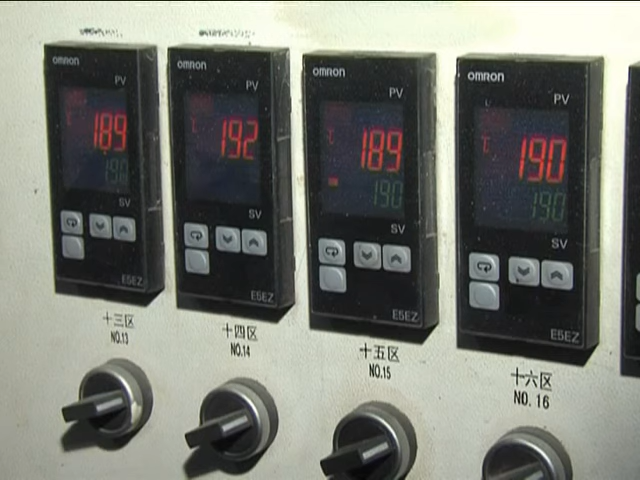 OMRON
PV
℃
189
190
SV
E5EZ
十三区
NO.13
OMRON
PV
℃
192
SV
E5EZ
十四区
NO.14
OMRON
PV
℃
189
190
SV
E5EZ
十五区
NO.15
OMRON
PV
℃
190
190
SV
E5EZ
十六区
NO.16